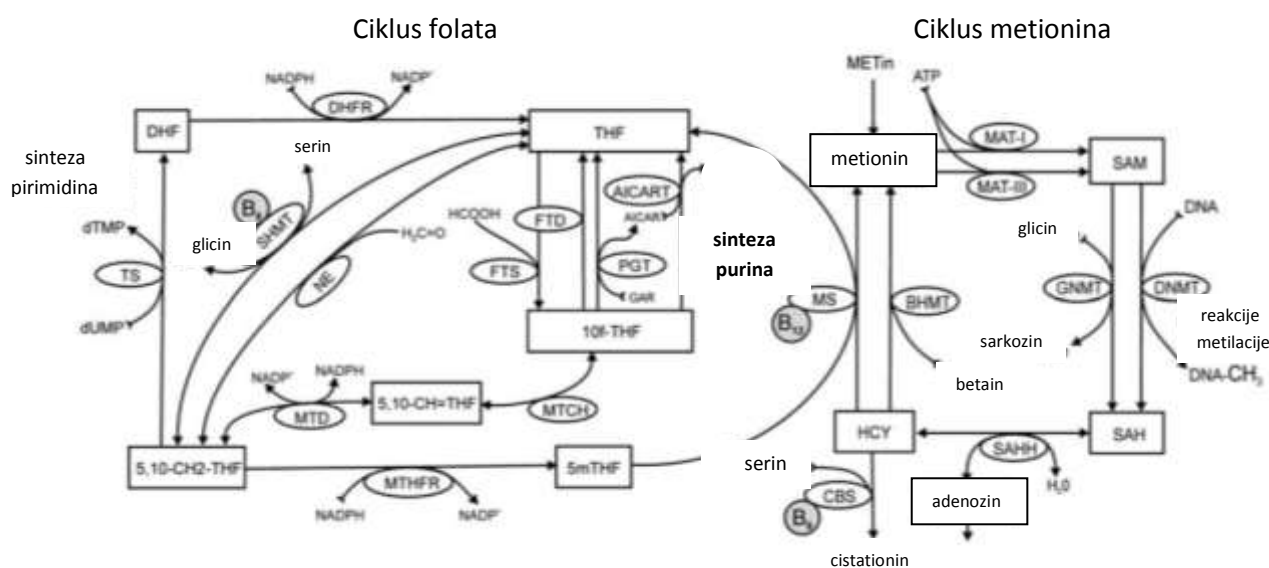 Ciklus folata
Ciklus metionina
NADPH
NADP+
METin
ATP
DHFR
DHF
THF
MAT-I
metionin
SAM
MAT-III
serin
sinteza
pirimidina
AICART
B6
SHMT
HCOOH
FTD
AICART
DNA
dTMP
glicin
H2C=O
sinteza
purina
glicin
TS
NE
FTS
PGT
GNMT
DNMT
GAR
MS
BHMT
dUMP
10f-THF
B12
reakcije
metilacije
sarkozin
NADP+
NADPH
betain
DNA-CH3
5,10-CH=THF
MTD
MTCH
HCY
SAH
5,10-CH2-THF
5mTHF
serin
SAHH
MTHFR
CBS
H20
NADPH
NADP+
B6
adenozin
cistationin